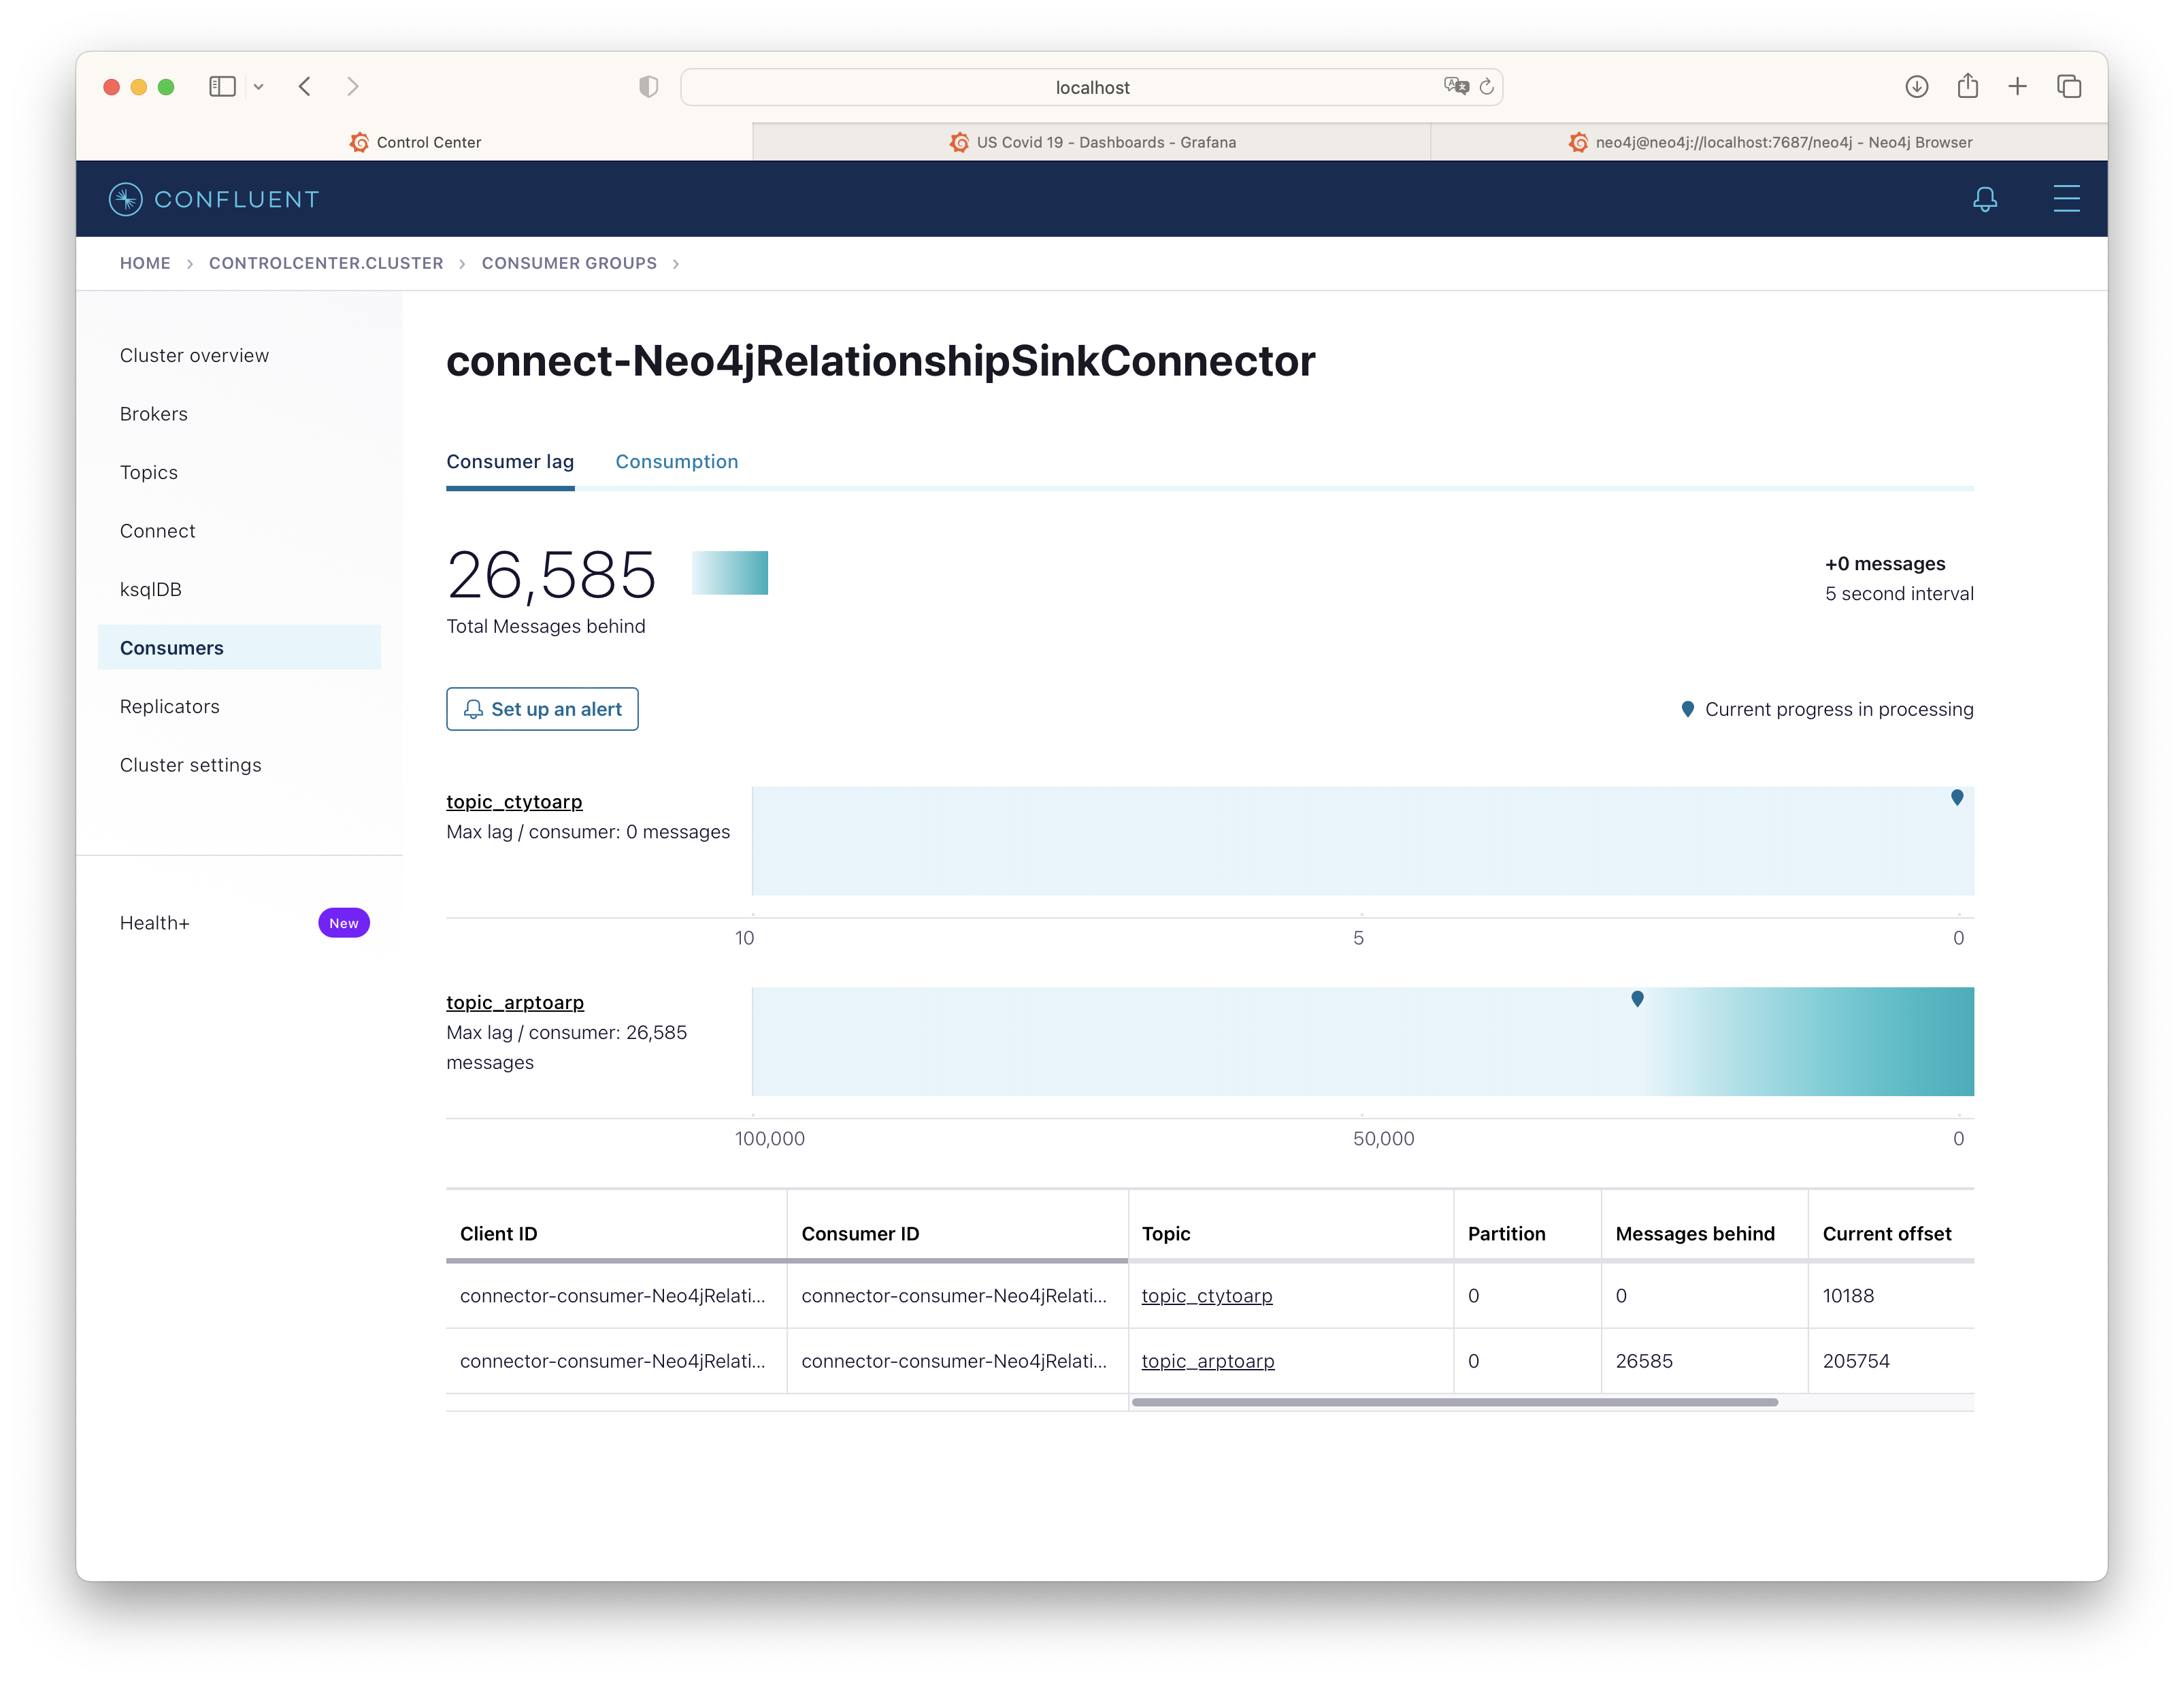 localhost
Control Center
US Covid 19 - Dashboards - Grafana
neo4j@neo4j://localhost:7687/neo4j - Neo4j Browser
CONFLUENT
HOME > CONTROLCENTER.CLUSTER > CONSUMER GROUPS >
Cluster overview
Brokers
Topics
Connect
ksqlDB
Consumers
Replicators
Cluster settings
Health+ New
connect-Neo4jRelationshipSinkConnector
Consumer lag Consumption
26,585
Total Messages behind
+0 messages
5 second interval
Set up an alert
Current progress in processing
topic_ctytoarp
Max lag / consumer: 0 messages
10 5 0
topic_arptoarp
Max lag / consumer: 26,585
messages
100,000 50,000 0
Client ID Consumer ID Topic Partition Messages behind Current offset
connector-consumer-Neo4jRelati... connector-consumer-Neo4jRelati... topic_ctytoarp 0 0 10188
connector-consumer-Neo4jRelati... connector-consumer-Neo4jRelati... topic_arptoarp 0 26585 205754